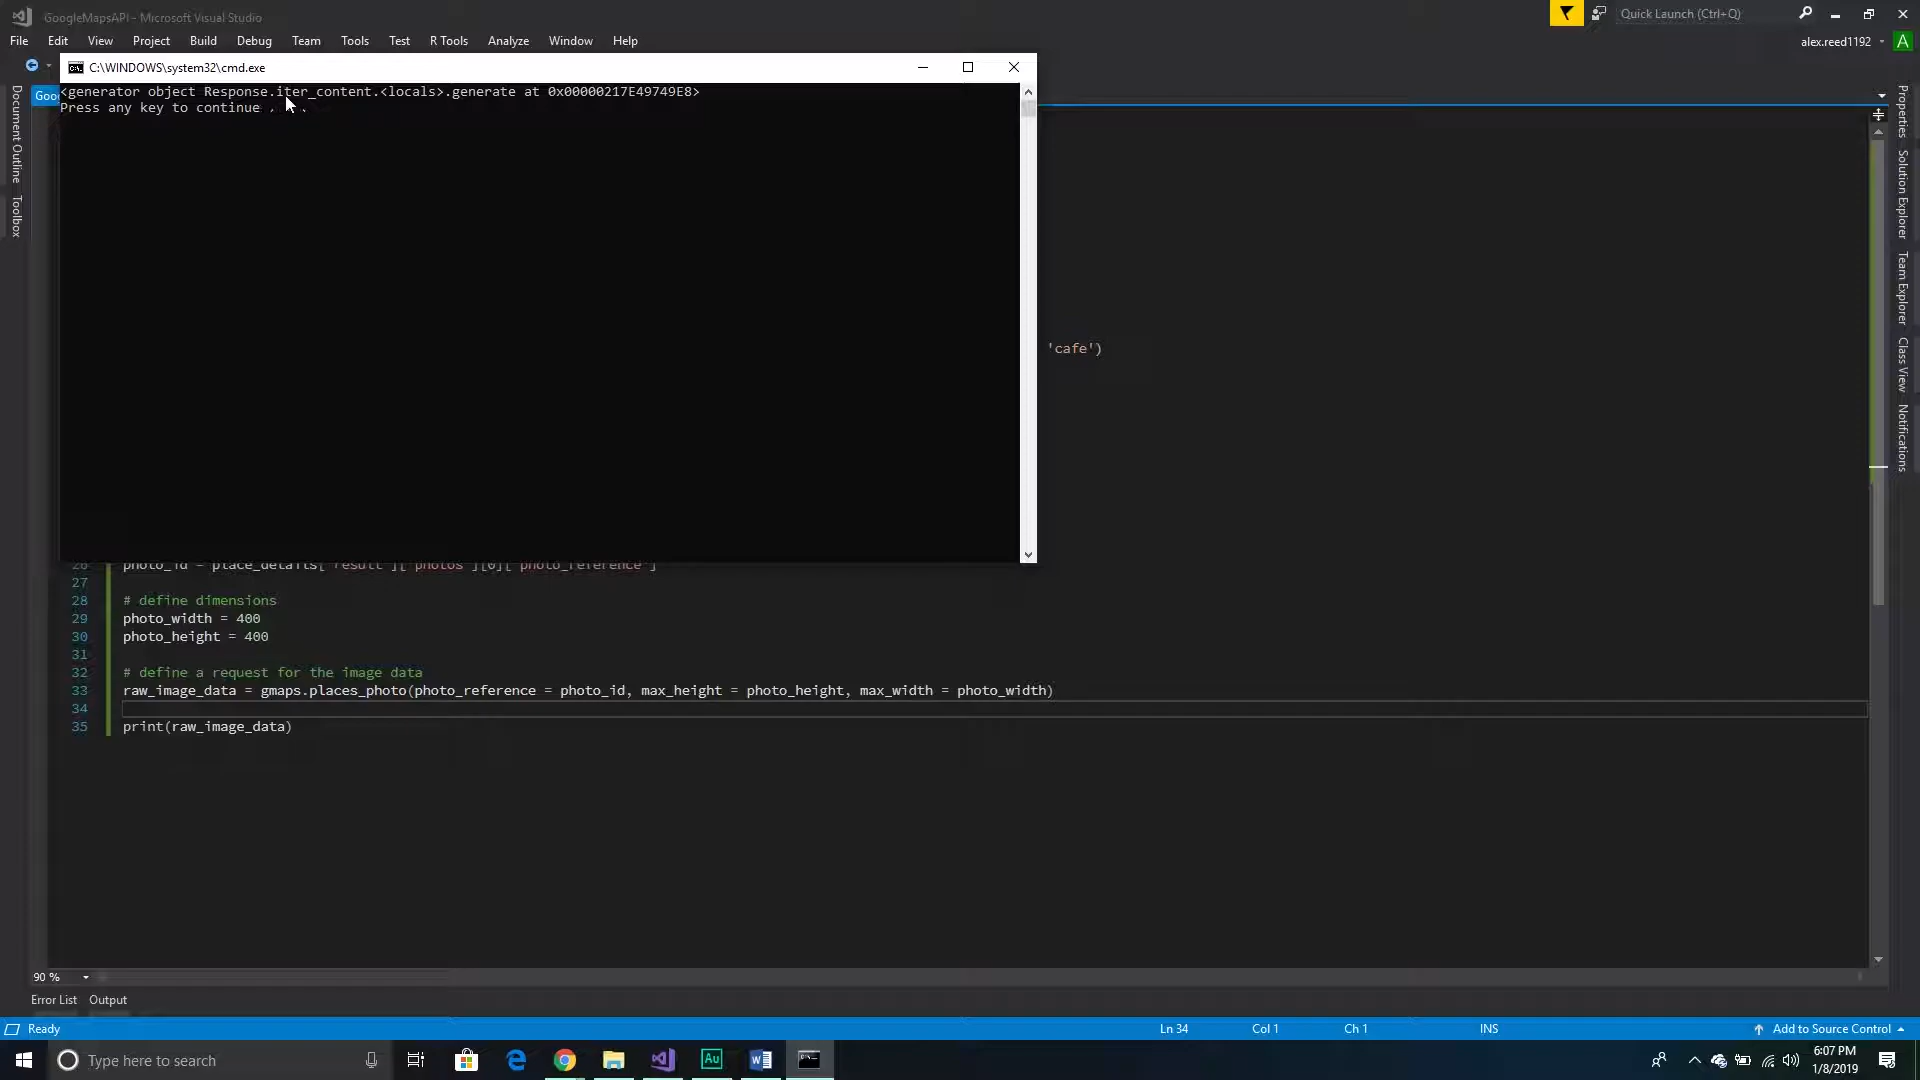 GoogleMapsAPI - Microsoft Visual Studio
Quick Launch (Ctrl+Q)
File Edit View Project Build Debug Team Tools Test R Tools Analyze Window Help
alex.reed1192
A
C:\WINDOWS\system32\cmd.exe
Goo
<generator object Response.iter_content.<locals>.generate at 0x00000217E49749E8>
Press any key to continue . . .
Document Outline
Toolbox
Properties
Solution Explorer
Team Explorer
Class View
Notifications
'cafe')
26 photo_id = place_details['result']['photos'][0]['photo_reference']
27
28 # define dimensions
29 photo_width = 400
30 photo_height = 400
31
32 # define a request for the image data
33 raw_image_data = gmaps.places_photo(photo_reference = photo_id, max_height = photo_height, max_width = photo_width)
34
35 print(raw_image_data)
90 %
Error List Output
Ready
Ln 34 Col 1 Ch 1 INS
Add to Source Control
Type here to search
Au
6:07 PM
1/8/2019